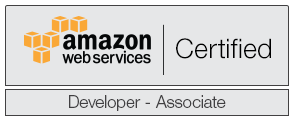 amazon
webservices
Certified
Developer - Associate